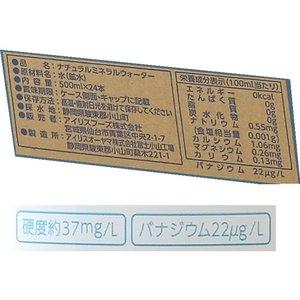 ●品　　名：ナチュラルミネラルウォーター
●原材料名：水(鉱水)
●内 容 量：500ml×24本
●賞味期限：ケース側面・キャップに記載
●保存方法：高温・直射日光を避けて保存してください
●採 水 地：静岡県駿東郡小山町
●販 売 者：アイリスフーズ株式会社
宮城県仙台市青葉区中央2-1-7
●製 造 所：アイリスオーヤマ株式会社富士小山工場
静岡県駿東郡小山町桑木221-1
栄養成分表示(100ml当たり)
エネルギー 0kcal
たんぱく質 0g
脂質 0g
炭水化物 0g
ナトリウム 0.55mg
(食塩相当量 0.001g)
カルシウム 1.06mg
マグネシウム 0.26mg
カリウム 0.13mg
バナジウム 22μg/L
硬度約37mg/L
バナジウム22μg/L